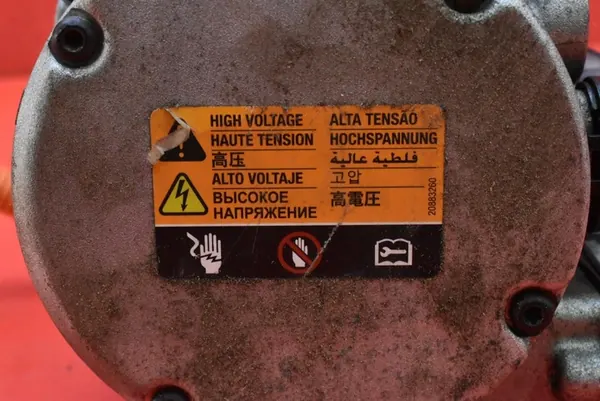 HIGH VOLTAGE
HAUTE TENSION
高压
ALTO VOLTAJE
ВЫСОКОЕ
НАПРЯЖЕНИЕ
ALTA TENSÃO
HOCHSPANNUNG
فلطية عالية
고압
高電圧
20883260